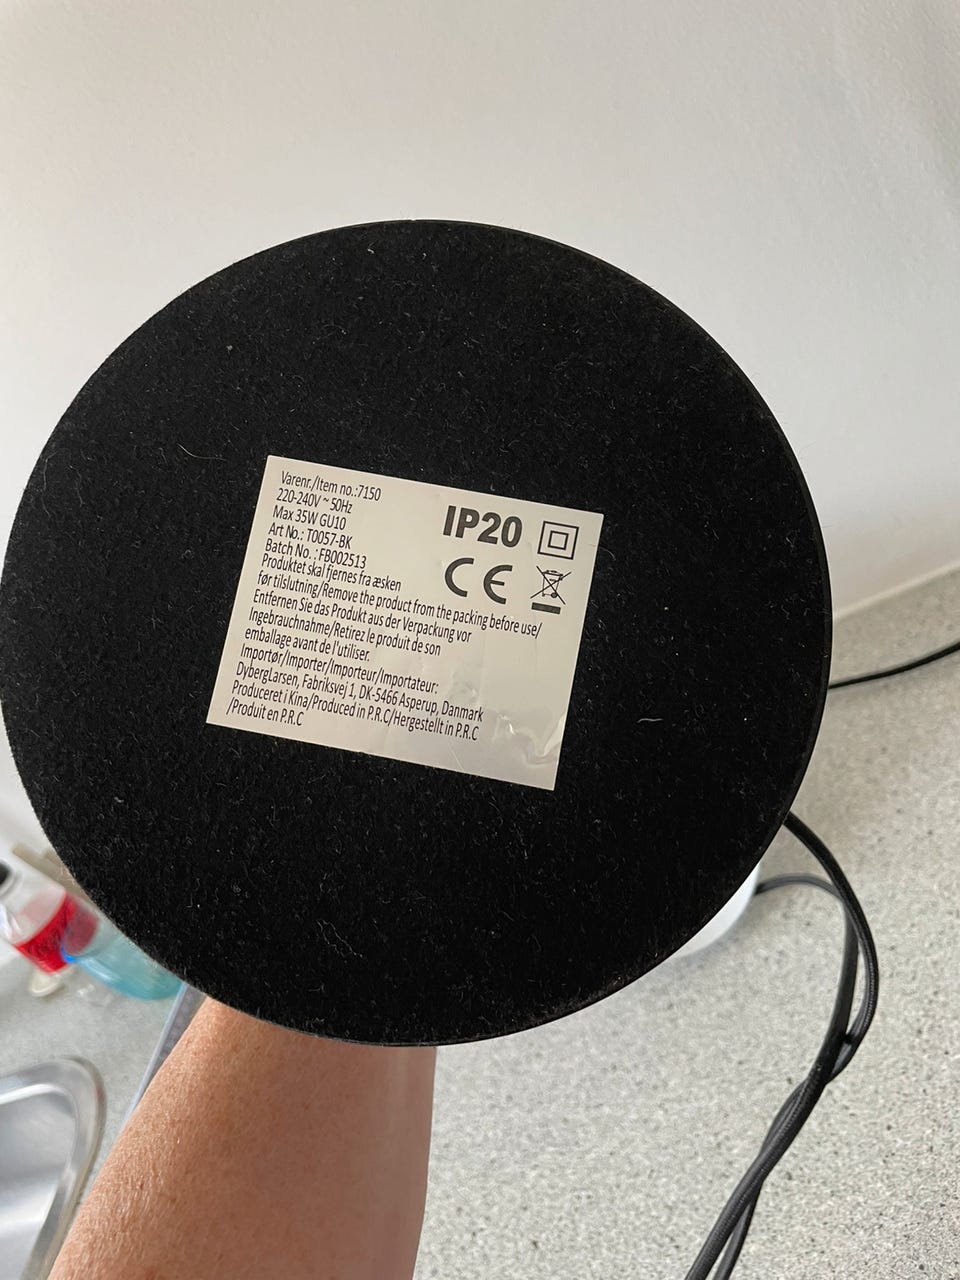 Varenr./Item no.:7150
220-240V ~ 50Hz
Max 35W GU10
Art No.: T0057-BK
Batch No. : FB002513
Produktet skal fjernes fra æsken
før tilslutning/Remove the product from the packing before use/
Entfernen Sie das Produkt aus der Verpackung vor
Ingebrauchnahme/Retirez le produit de son
emballage avant de l'utiliser.
Importør/Importer/Importeur/Importateur:
DybergLarsen, Fabriksvej 1, DK-5466 Asperup, Danmark
Produceret i Kina/Produced in P.R.C/Hergestellt in P.R.C
/Produit en P.R.C
IP20
CE